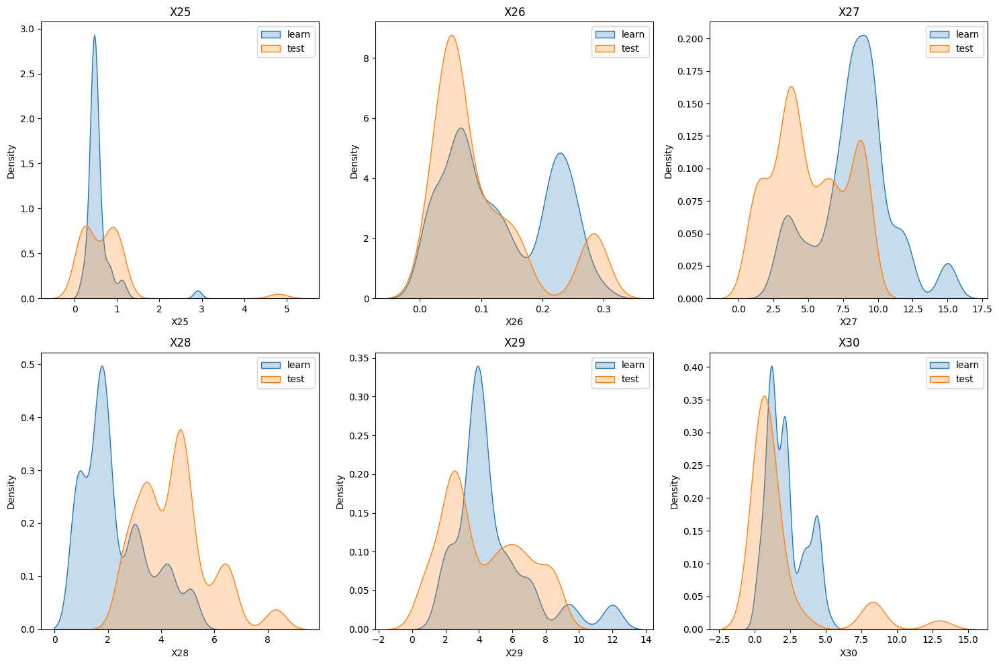 X25
learn
test
3.0
2.5
2.0
1.5
1.0
0.5
0.0
Density
0 1 2 3 4 5
X25
X26
learn
test
8
6
4
2
0
Density
0.0 0.1 0.2 0.3
X26
X27
learn
test
0.200
0.175
0.150
0.125
0.100
0.075
0.050
0.025
0.000
Density
0.0 2.5 5.0 7.5 10.0 12.5 15.0 17.5
X27
X28
learn
test
0.5
0.4
0.3
0.2
0.1
0.0
Density
0 2 4 6 8
X28
X29
learn
test
0.35
0.30
0.25
0.20
0.15
0.10
0.05
0.00
Density
−2 0 2 4 6 8 10 12 14
X29
X30
learn
test
0.40
0.35
0.30
0.25
0.20
0.15
0.10
0.05
0.00
Density
−2.5 0.0 2.5 5.0 7.5 10.0 12.5 15.0
X30